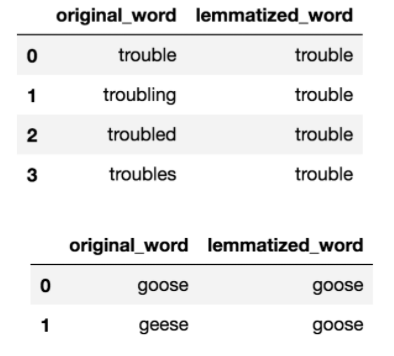 original_word lemmatized_word
0 trouble trouble
1 troubling trouble
2 troubled trouble
3 troubles trouble
original_word lemmatized_word
0 goose goose
1 geese goose